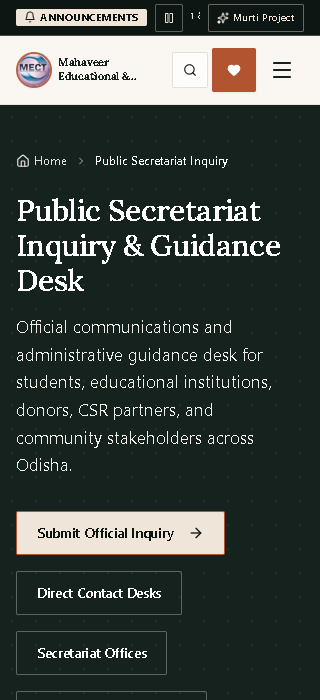 ANNOUNCEMENTS
Murti Project
MECT
Mahaveer
Educational &...
Home
Public Secretariat Inquiry
Public Secretariat
Inquiry & Guidance
Desk
Official communications and
administrative guidance desk for
students, educational institutions,
donors, CSR partners, and
community stakeholders across
Odisha.
Submit Official Inquiry
Direct Contact Desks
Secretariat Offices